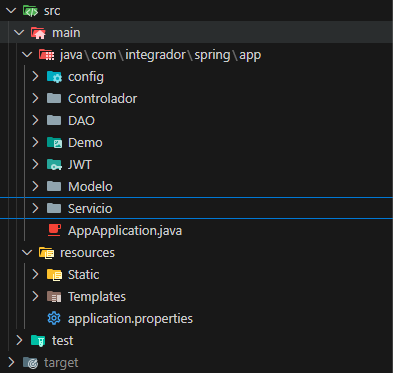 src
main
java\com\integrador\spring\app
config
Controlador
DAO
Demo
JWT
Modelo
Servicio
AppApplication.java
resources
Static
Templates
application.properties
test
target